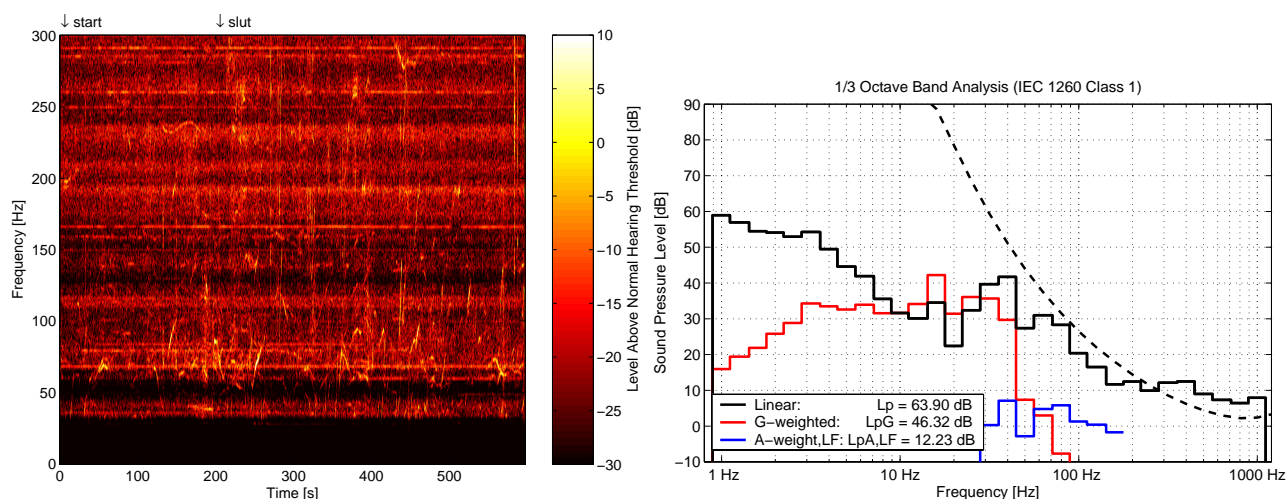 ↓ start
↓ slut
300
250
200
150
100
50
0
Frequency [Hz]
0
100
200
300
400
500
Time [s]
10
5
0
−5
−10
−15
−20
−25
−30
Level Above Normal Hearing Threshold [dB]
1/3 Octave Band Analysis (IEC 1260 Class 1)
90
80
70
60
50
40
30
20
10
0
−10
Sound Pressure Level [dB]
Linear: Lp = 63.90 dB
G−weighted: LpG = 46.32 dB
A−weight,LF: LpA,LF = 12.23 dB
1 Hz
10 Hz
100 Hz
1000 Hz
Frequency [Hz]